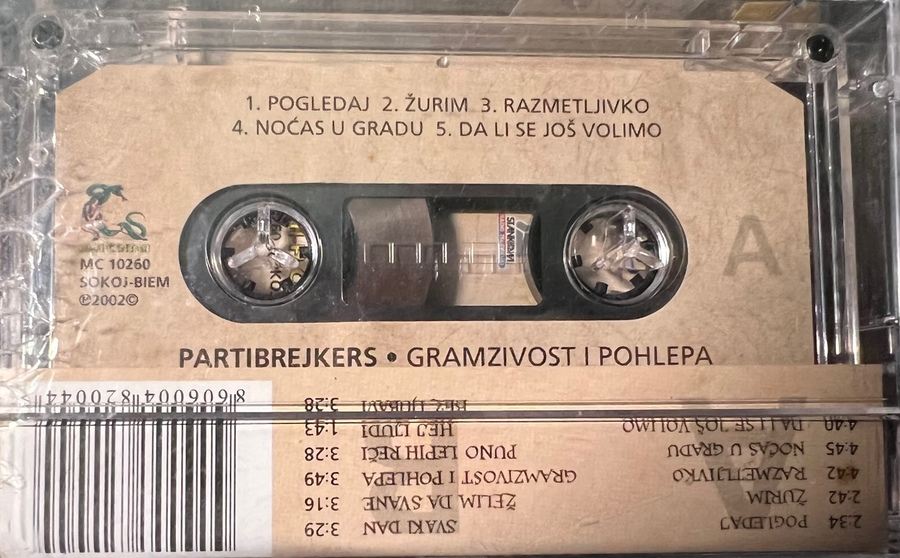 1. POGLEDAJ 2. ŽURIM 3. RAZMETLJIVKO
4. NOĆAS U GRADU 5. DA LI SE JOŠ VOLIMO
A
MC 10260
SOKOJ-BIEM
℗2002©
PARTIBREJKERS • GRAMZIVOST I POHLEPA
2:34 POGLEDAJ
2:42 ŽURIM
4:42 RAZMETLJIVKO
4:45 NOĆAS U GRADU
4:40 DA LI SE JOŠ VOLIMO
SVAKI DAN 3:29
ŽELIM DA SVANE 3:16
GRAMZIVOST I POHLEPA 3:49
PUNO LEPIH REČI 3:28
HEJ LJUDI 1:43
BEZ LJUBAVI 3:28
8606004820044